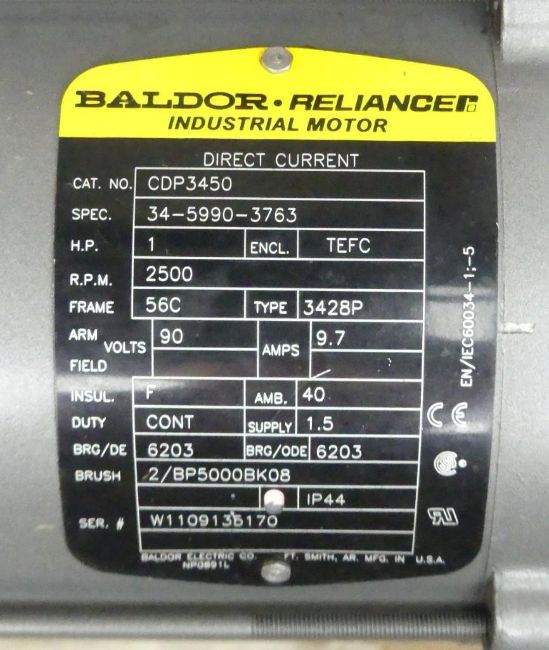 BALDOR • RELIANCER
INDUSTRIAL MOTOR
DIRECT CURRENT
CAT. NO. CDP3450
SPEC. 34-5990-3763
H.P. 1 ENCL. TEFC
R.P.M. 2500
FRAME 56C TYPE 3428P
ARM VOLTS 90 AMPS 9.7
FIELD
INSUL. F AMB. 40
DUTY CONT SUPPLY 1.5
BRG/DE 6203 BRG/ODE 6203
BRUSH 2/BP5000BK08
IP44
SER. # W1109135170
BALDOR ELECTRIC CO. FT. SMITH, AR. MFG. IN U.S.A.
NP0891L
EN/IEC60034-1;-5
CE